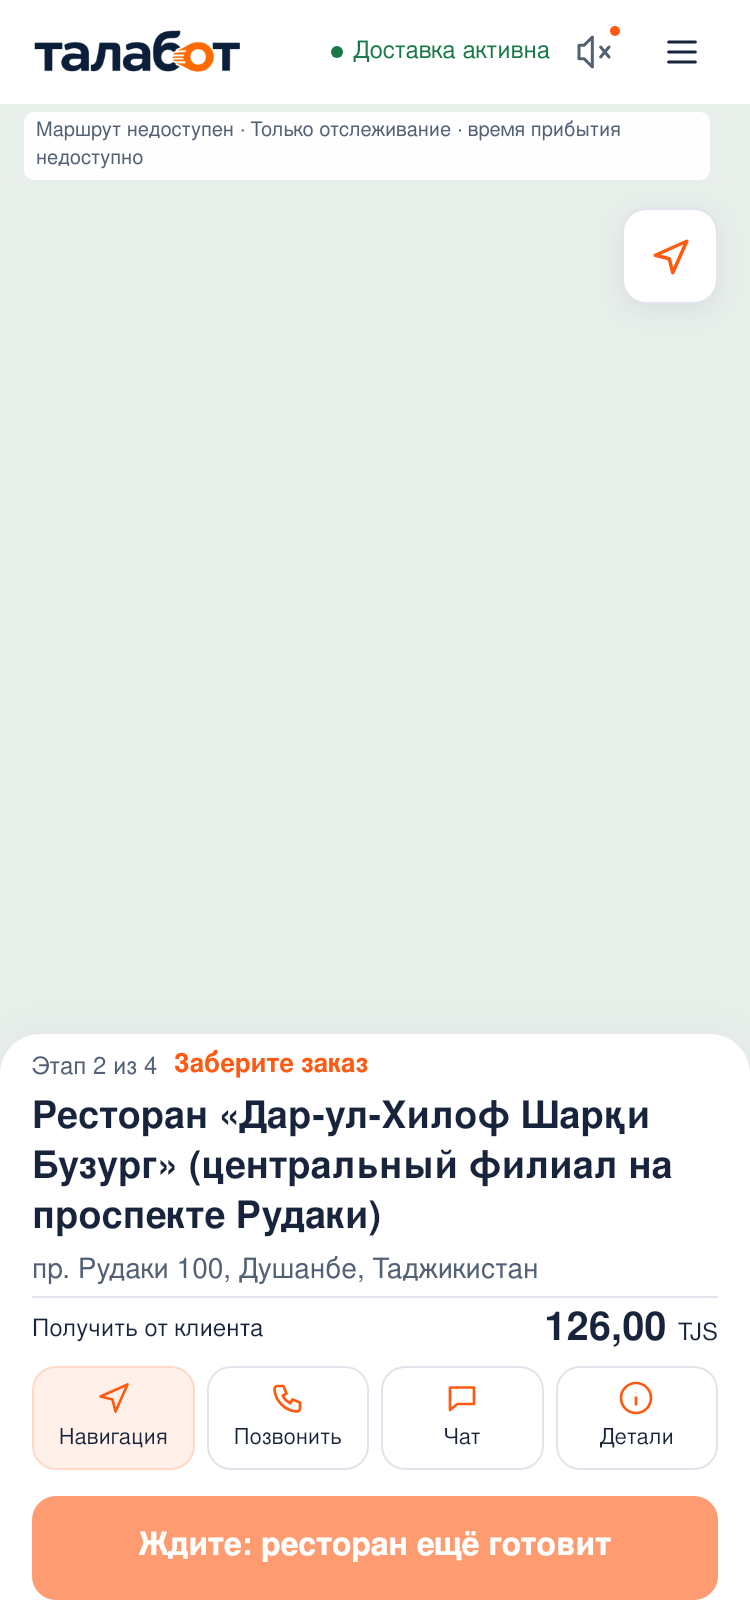 талабот
Доставка активна
Маршрут недоступен · Только отслеживание · время прибытия
недоступно
Этап 2 из 4 Заберите заказ
Ресторан «Дар-ул-Хилоф Шарқи
Бузург» (центральный филиал на
проспекте Рудаки)
пр. Рудаки 100, Душанбе, Таджикистан
Получить от клиента 126,00 TJS
Навигация Позвонить Чат Детали
Ждите: ресторан ещё готовит